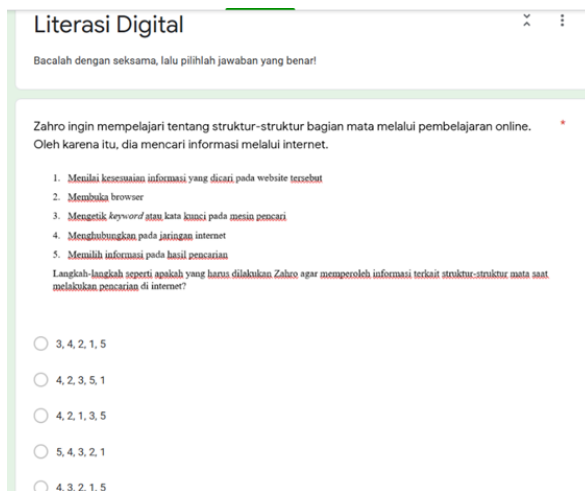 Literasi Digital
Bacalah dengan seksama, lalu pilihlah jawaban yang benar!
Zahro ingin mempelajari tentang struktur-struktur bagian mata melalui pembelajaran online. *
Oleh karena itu, dia mencari informasi melalui internet.
1. Menilai kesesuaian informasi yang dicari pada website tersebut
2. Membuka browser
3. Mengetik keyword atau kata kunci pada mesin pencari
4. Menghubungkan pada jaringan internet
5. Memilih informasi pada hasil pencarian
Langkah-langkah seperti apakah yang harus dilakukan Zahro agar memperoleh informasi terkait struktur-struktur mata saat
melakukan pencarian di internet?
3, 4, 2, 1, 5
4, 2, 3, 5, 1
4, 2, 1, 3, 5
5, 4, 3, 2, 1
4, 3, 2, 1, 5